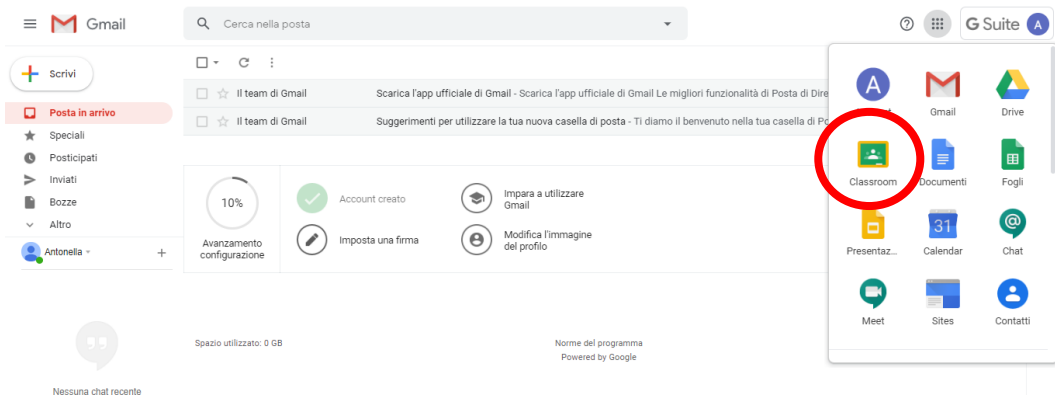 Gmail
Cerca nella posta
G Suite
A
Scrivi
Posta in arrivo
Speciali
Posticipati
Inviati
Bozze
Altro
Antonella
Nessuna chat recente
Il team di Gmail Scarica l'app ufficiale di Gmail - Scarica l'app ufficiale di Gmail Le migliori funzionalità di Posta di Dire
Il team di Gmail Suggerimenti per utilizzare la tua nuova casella di posta - Ti diamo il benvenuto nella tua casella di Po
10%
Avanzamento
configurazione
Account creato
Imposta una firma
Impara a utilizzare
Gmail
Modifica l'immagine
del profilo
Spazio utilizzato: 0 GB
Norme del programma
Powered by Google
A
Gmail
Drive
Classroom
Documenti
Fogli
Presentaz...
31
Calendar
Chat
Meet
Sites
Contatti